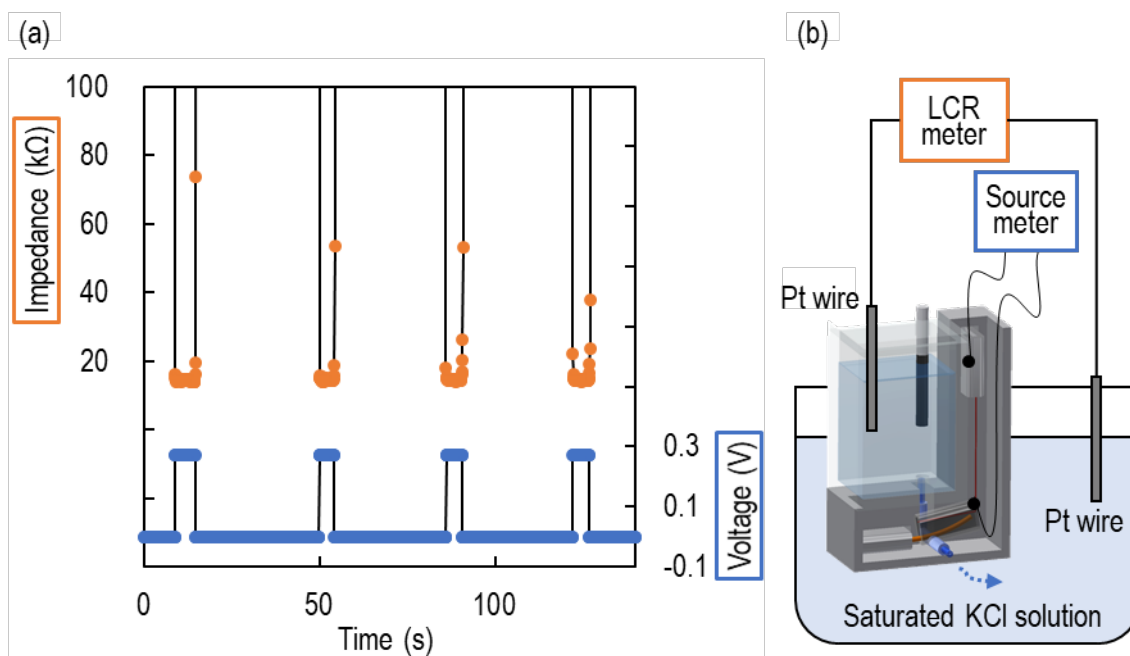 (a)
100
80
60
40
20
Impedance (kΩ)
0.3
0.1
-0.1
Voltage (V)
0
50
100
Time (s)
(b)
LCR
meter
Source
meter
Pt wire
Pt wire
Saturated KCl solution